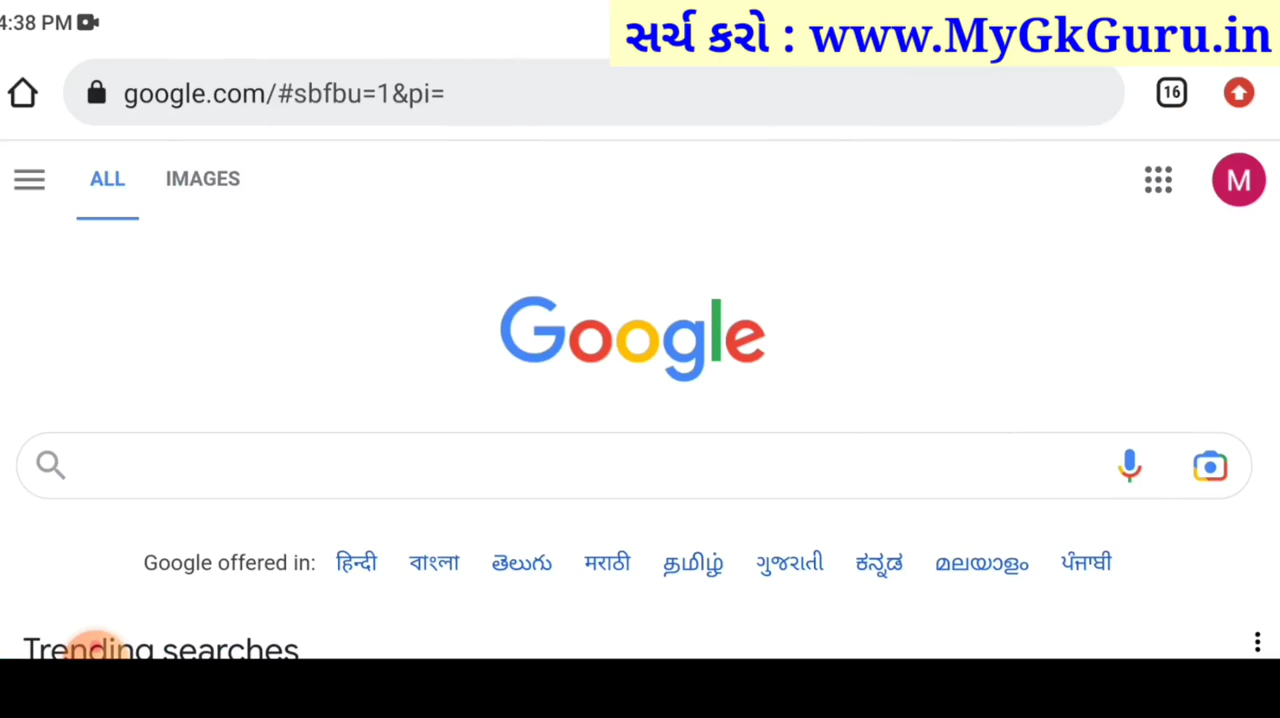 4:38 PM
સર્ચ કરો : www.MyGkGuru.in
google.com/#sbfbu=1&pi=
16
ALL IMAGES
M
Google
Google offered in: हिन्दी বাংলা తెలుగు मराठी தமிழ் ગુજરાતી ಕನ್ನಡ മലയാളം ਪੰਜਾਬੀ
Trending searches